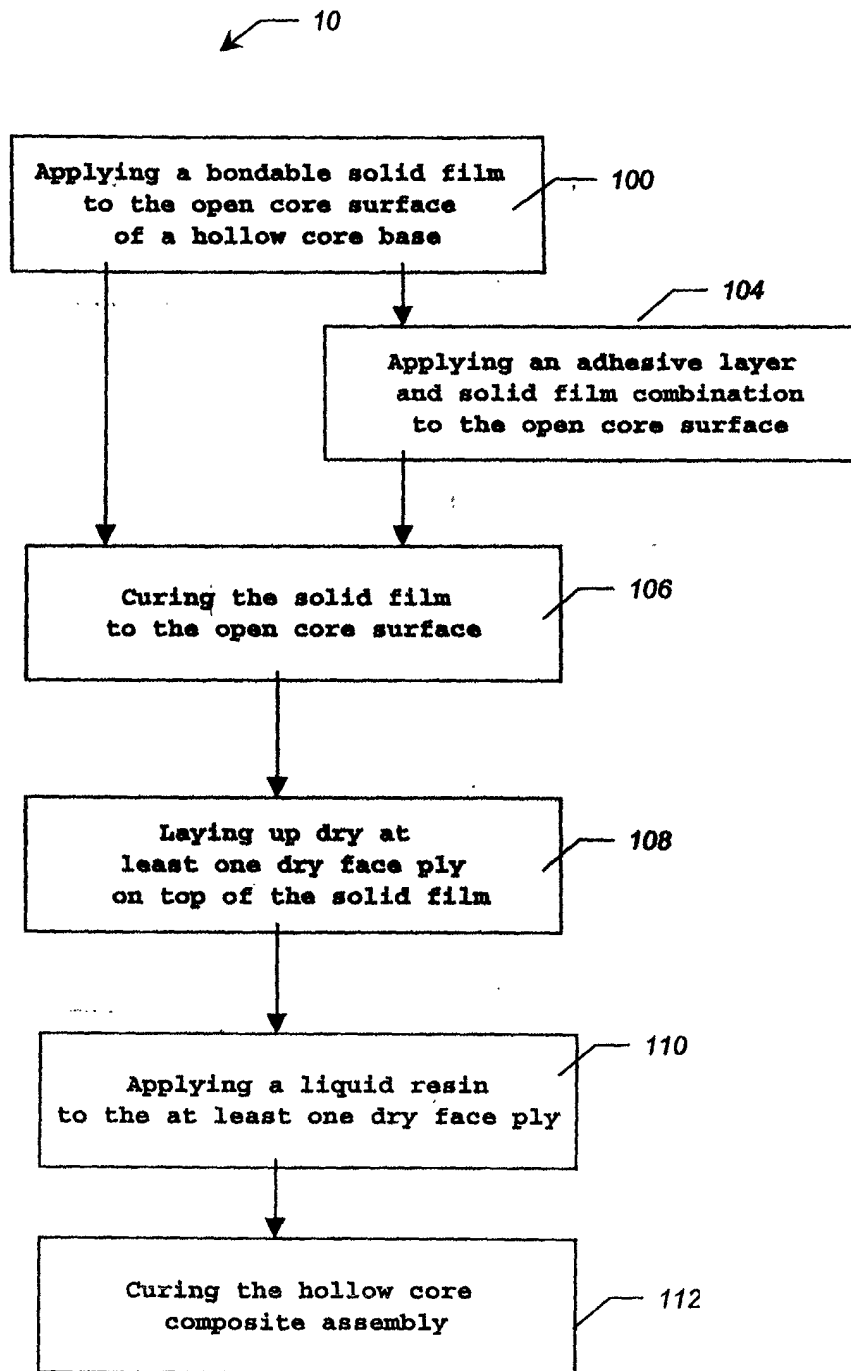 10
Applying a bondable solid film
to the open core surface
of a hollow core base
100
104
Applying an adhesive layer
and solid film combination
to the open core surface
Curing the solid film
to the open core surface
106
Laying up dry at
least one dry face ply
on top of the solid film
108
Applying a liquid resin
to the at least one dry face ply
110
Curing the hollow core
composite assembly
112